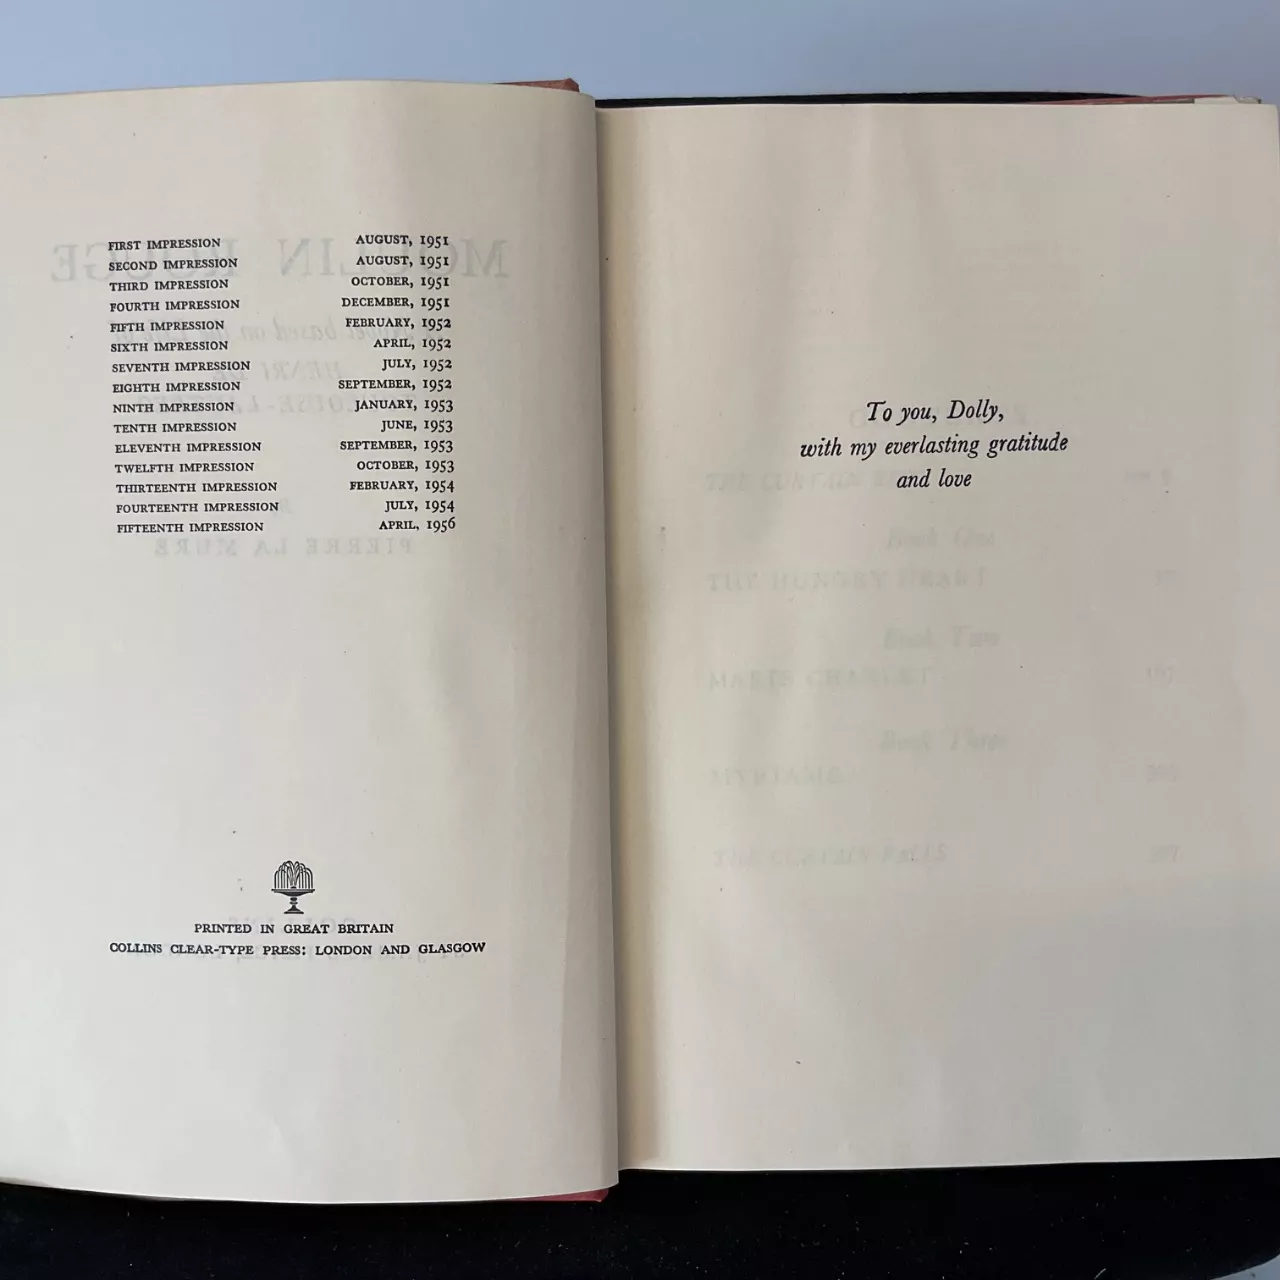 FIRST IMPRESSION AUGUST, 1951
SECOND IMPRESSION AUGUST, 1951
THIRD IMPRESSION OCTOBER, 1951
FOURTH IMPRESSION DECEMBER, 1951
FIFTH IMPRESSION FEBRUARY, 1952
SIXTH IMPRESSION APRIL, 1952
SEVENTH IMPRESSION JULY, 1952
EIGHTH IMPRESSION SEPTEMBER, 1952
NINTH IMPRESSION JANUARY, 1953
TENTH IMPRESSION JUNE, 1953
ELEVENTH IMPRESSION SEPTEMBER, 1953
TWELFTH IMPRESSION OCTOBER, 1953
THIRTEENTH IMPRESSION FEBRUARY, 1954
FOURTEENTH IMPRESSION JULY, 1954
FIFTEENTH IMPRESSION APRIL, 1956
PRINTED IN GREAT BRITAIN
COLLINS CLEAR-TYPE PRESS: LONDON AND GLASGOW
To you, Dolly,
with my everlasting gratitude
and love